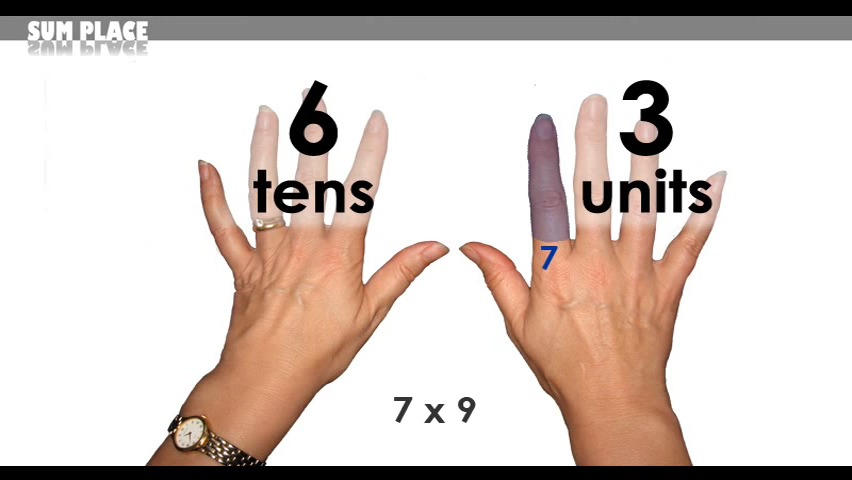 SUM PLACE
6
tens
3
units
7
7 x 9